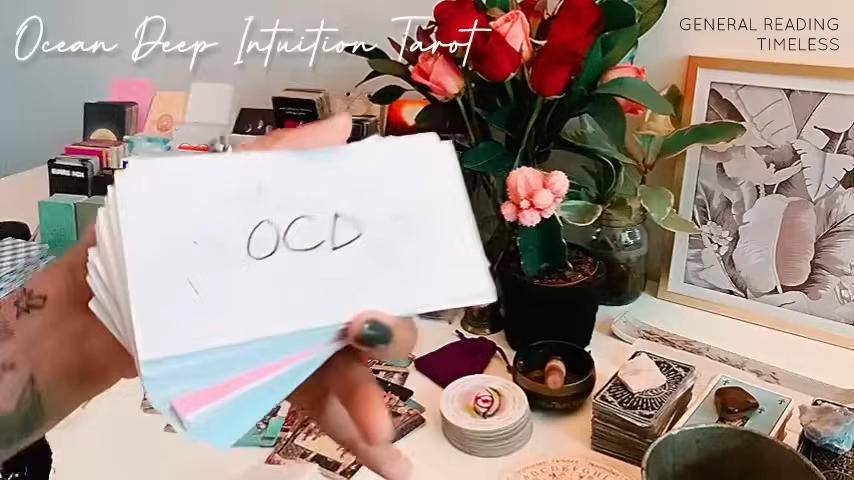 Ocean Deep Intuition Tarot
GENERAL READING
TIMELESS
OCD